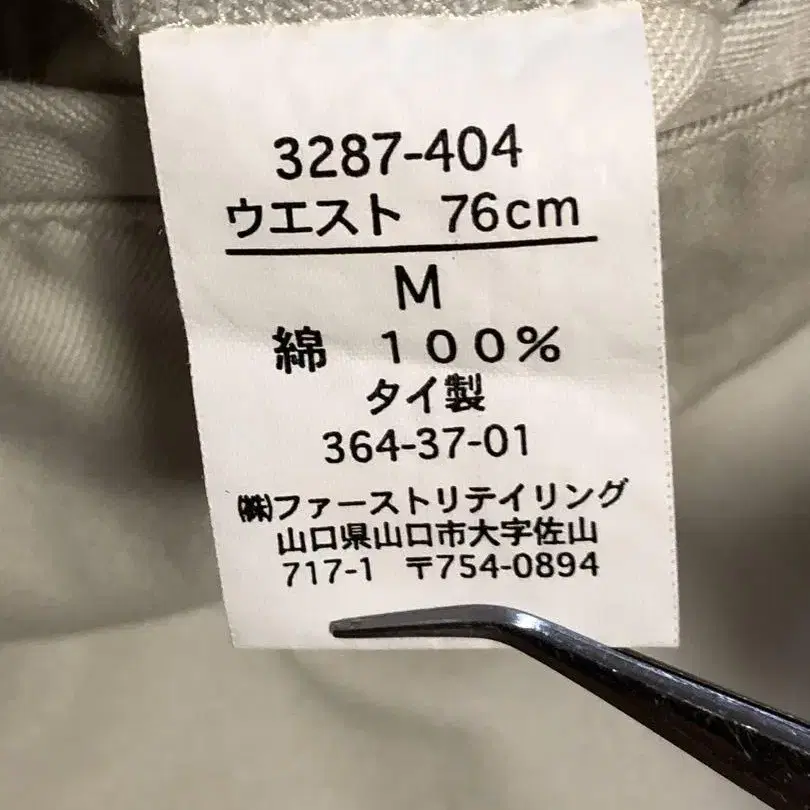 3287-404
ウエスト 76cm
M
綿 100%
タイ製
364-37-01
㈱ファーストリテイリング
山口県山口市大字佐山
717-1 〒754-0894